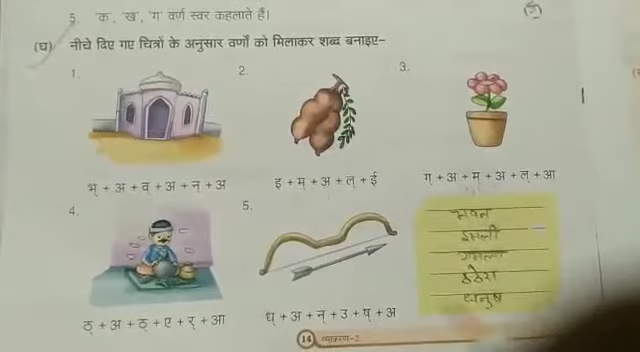 5. 'क', 'ख', 'ग' वर्ण स्वर कहलाते हैं।
(घ) नीचे दिए गए चित्रों के अनुसार वर्णों को मिलाकर शब्द बनाइए–
1. 2. 3.
भ् + अ + व् + अ + न् + अ
इ + म् + अ + ल् + ई
ग् + अ + म् + अ + ल् + आ
4. 5.
ठ् + अ + ठ् + ए + र् + आ
ध् + अ + न् + उ + ष् + अ
भवन
इमली
गमला
ठठेरा
धनुष
14 व्याकरण-2